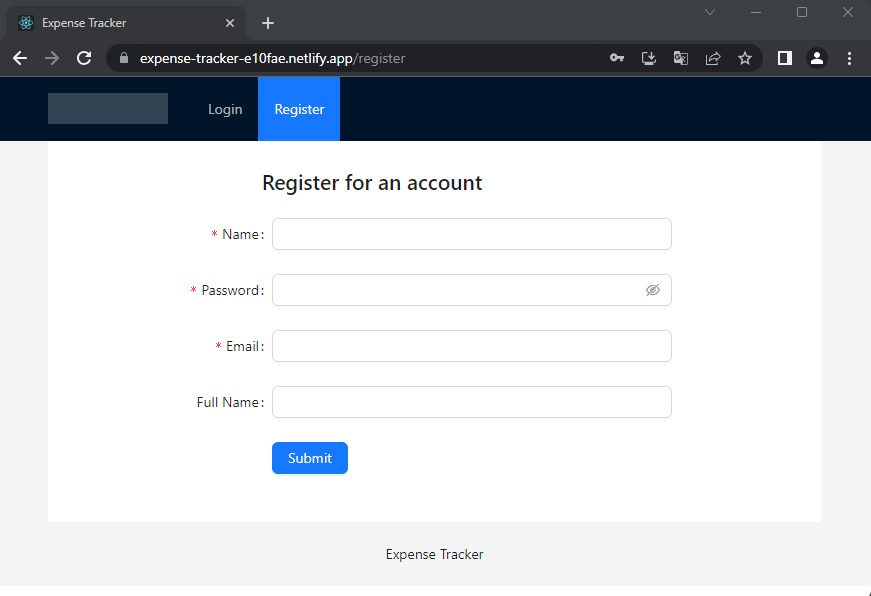 Expense Tracker
expense-tracker-e10fae.netlify.app/register
Login Register
Register for an account
* Name:
* Password:
* Email:
Full Name:
Submit
Expense Tracker